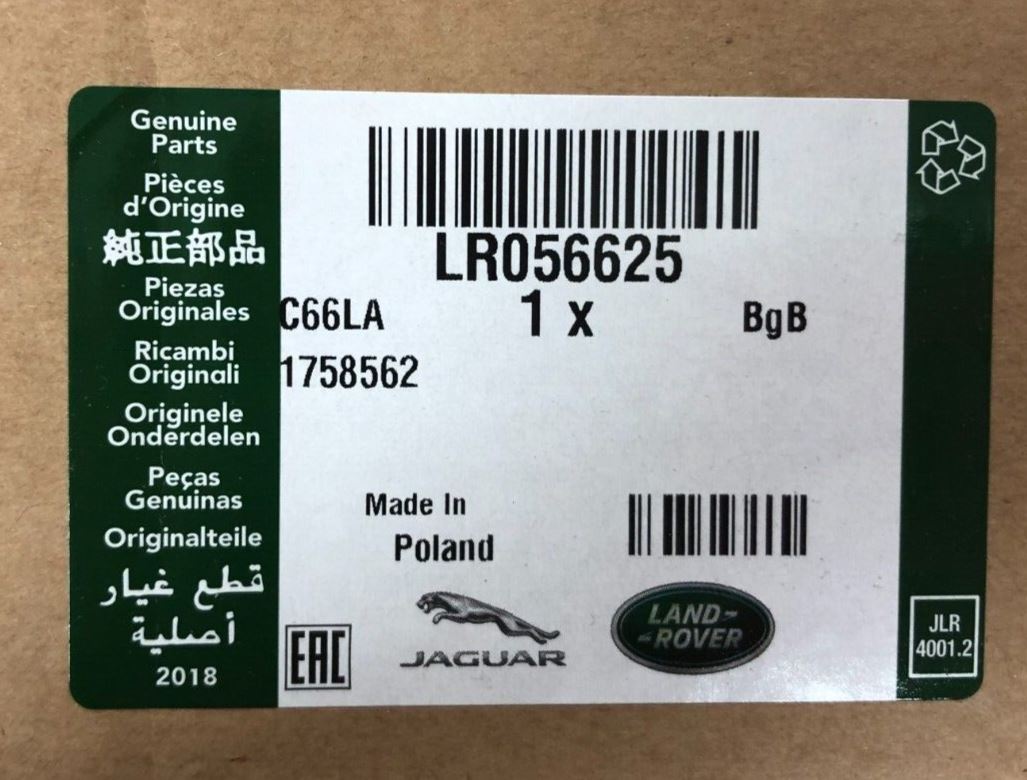 Genuine
Parts
Pièces
d'Origine
純正部品
Piezas
Originales
Ricambi
Originali
Originele
Onderdelen
Peças
Genuinas
Originalteile
قطع غيار
أصلية
2018
LR056625
C66LA 1 x BgB
1758562
Made In
Poland
EAC
JAGUAR
LAND-
-ROVER
JLR
4001.2